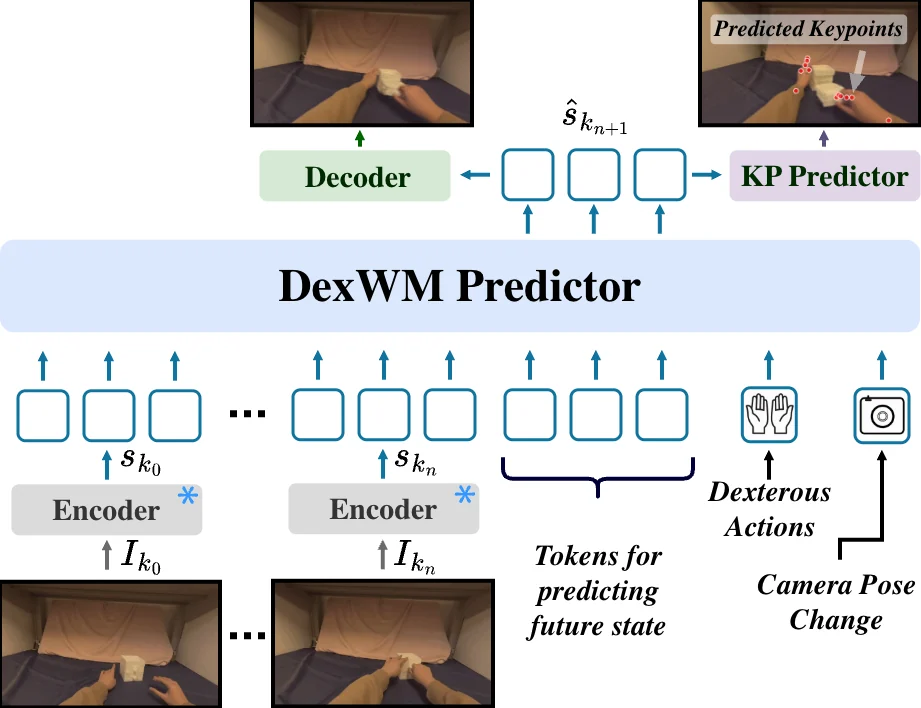 Predicted Keypoints
ŝ_{k_{n+1}}
Decoder
KP Predictor
DexWM Predictor
...
...
s_{k_0}
s_{k_n}
Encoder
Encoder
Dexterous
Actions
I_{k_0}
I_{k_n}
Tokens for
predicting
future state
Camera Pose
Change
...